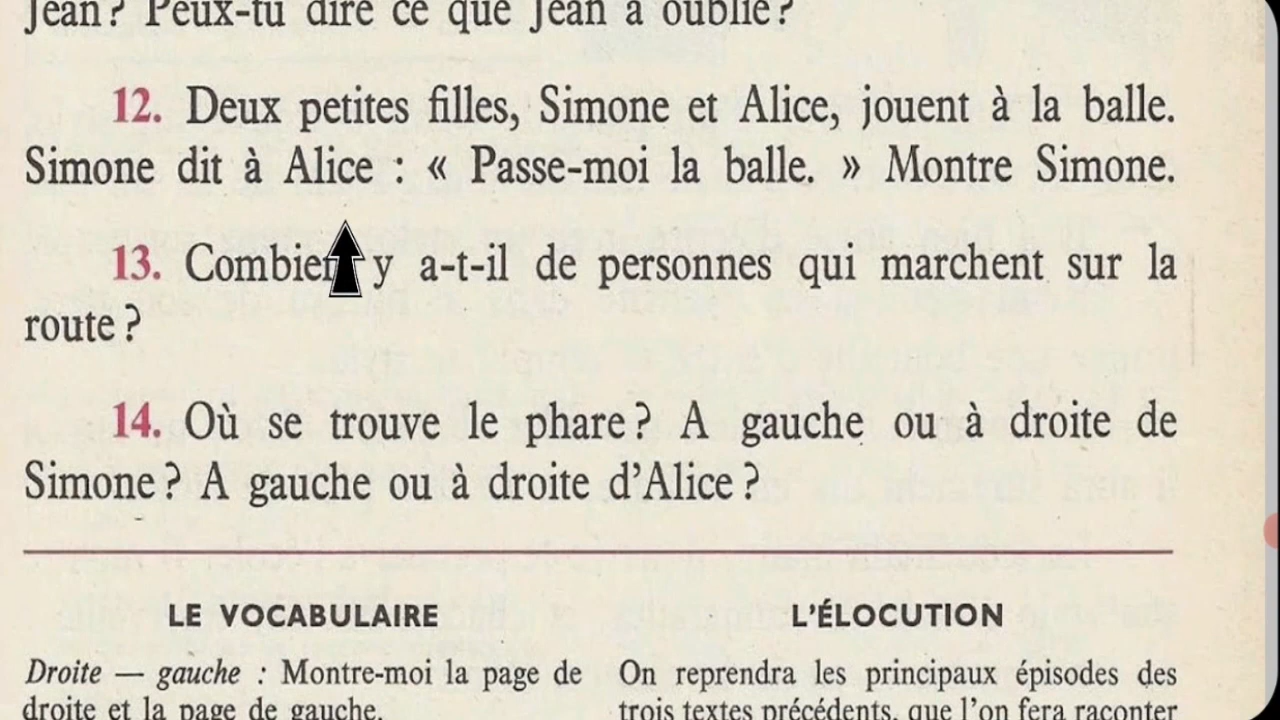 Jean? Peux-tu dire ce que Jean a oublié?
12. Deux petites filles, Simone et Alice, jouent à la balle.
Simone dit à Alice : « Passe-moi la balle. » Montre Simone.
13. Combien y a-t-il de personnes qui marchent sur la
route?
14. Où se trouve le phare? A gauche ou à droite de
Simone? A gauche ou à droite d'Alice?
LE VOCABULAIRE
Droite — gauche : Montre-moi la page de
droite et la page de gauche.
L'ÉLOCUTION
On reprendra les principaux épisodes des
trois textes précédents, que l'on fera raconter